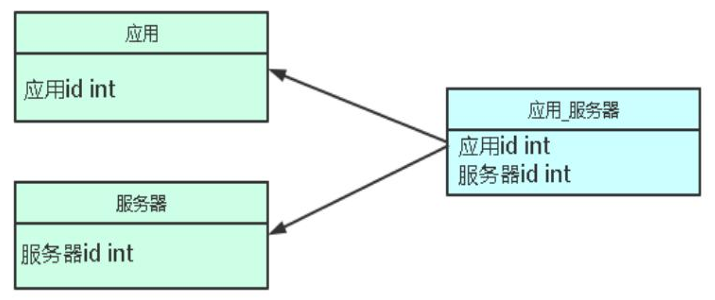 应用
应用id int
服务器
服务器id int
应用_服务器
应用id int
服务器id int